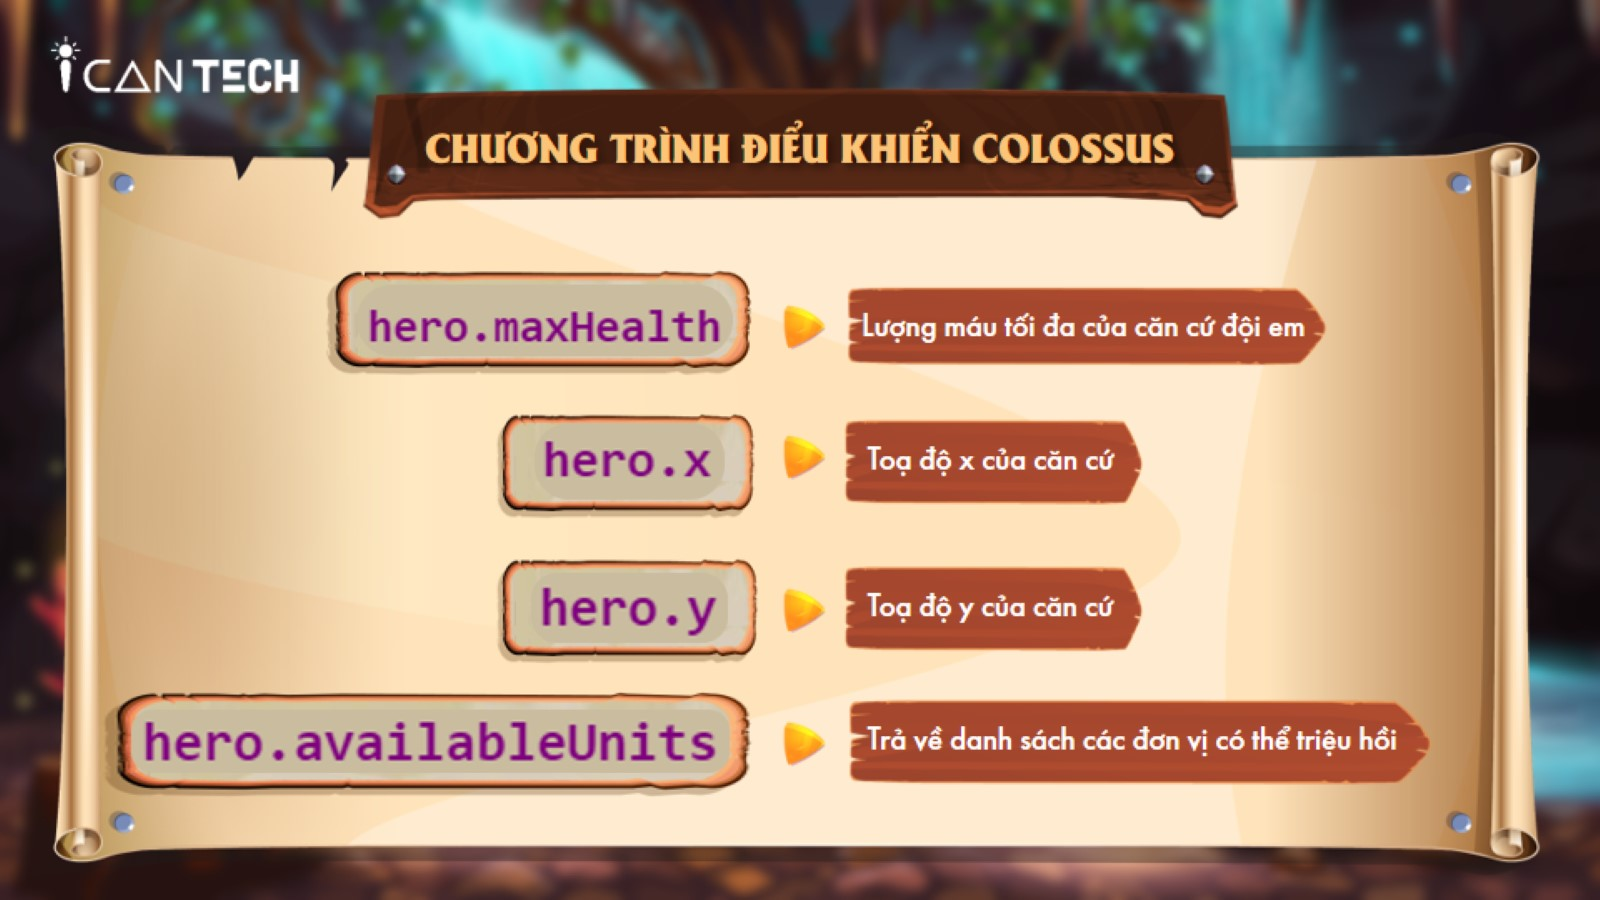 iCANTECH
CHƯƠNG TRÌNH ĐIỂU KHIỂN COLOSSUS
hero.maxHealth
Lượng máu tối đa của căn cứ đội em
hero.x
Toạ độ x của căn cứ
hero.y
Toạ độ y của căn cứ
hero.availableUnits
Trả về danh sách các đơn vị có thể triệu hồi